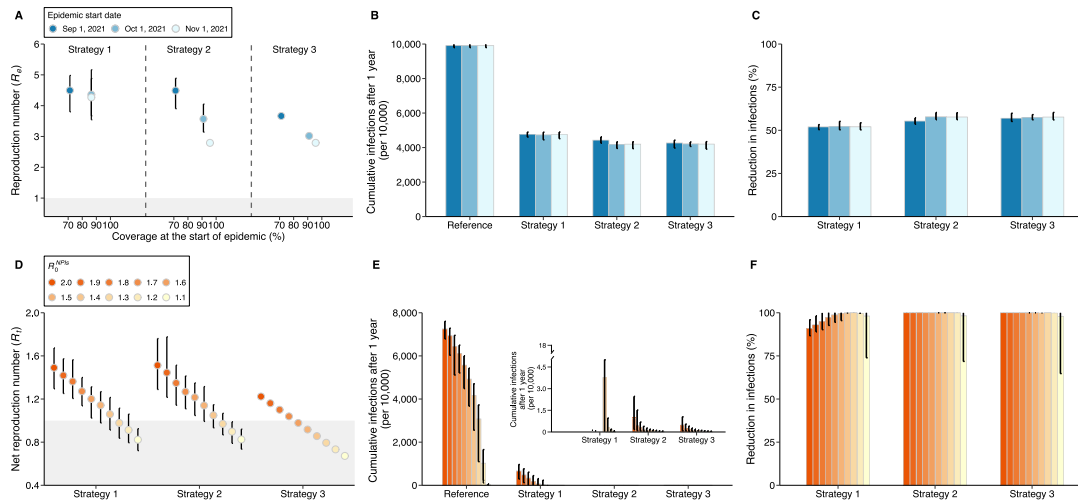 A
Epidemic start date
Sep 1, 2021
Oct 1, 2021
Nov 1, 2021
Strategy 1
Strategy 2
Strategy 3
Reproduction number (Re)
6
5
4
3
2
1
70 80 90 100
70 80 90 100
70 80 90 100
Coverage at the start of epidemic (%)
B
Cumulative infections after 1 year
(per 10,000)
10,000
8,000
6,000
4,000
2,000
0
Reference
Strategy 1
Strategy 2
Strategy 3
C
Reduction in infections (%)
100
75
50
25
0
Strategy 1
Strategy 2
Strategy 3
D
R0NPIs
2.0
1.9
1.8
1.7
1.6
1.5
1.4
1.3
1.2
1.1
Net reproduction number (Rt)
2.0
1.6
1.2
0.8
0.4
Strategy 1
Strategy 2
Strategy 3
E
Cumulative infections after 1 year
(per 10,000)
8,000
6,000
4,000
2,000
0
Reference
Strategy 1
Strategy 2
Strategy 3
Cumulative infections
after 1 year
(per 10,000)
18
4.5
3.0
1.5
0
Strategy 1
Strategy 2
Strategy 3
F
Reduction in infections (%)
100
75
50
25
0
Strategy 1
Strategy 2
Strategy 3